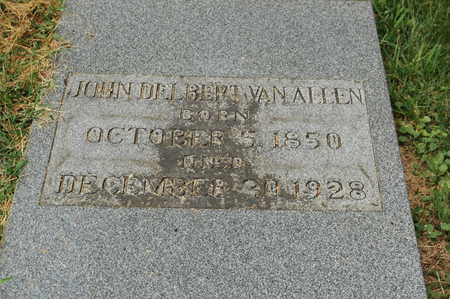 JOHN DELBERT VAN ALLEN
BORN
OCTOBER 5, 1850
DIED
DECEMBER 20, 1928